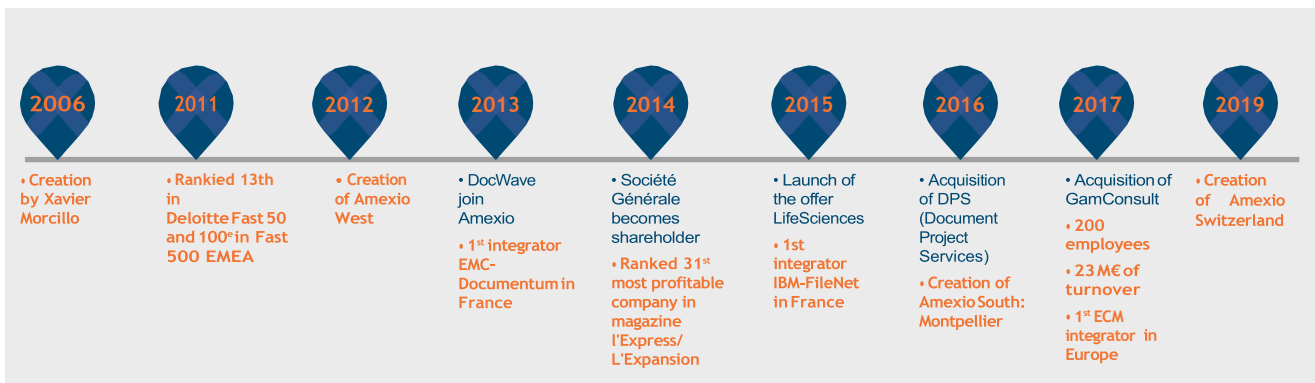 2006
2011
2012
2013
2014
2015
2016
2017
2019
• Creation
by Xavier
Morcillo
• Rankied 13th
in
Deloitte Fast 50
and 100e in Fast
500 EMEA
• Creation
of Amexio
West
• DocWave
join
Amexio
• 1st integrator
EMC-
Documentum in
France
• Société
Générale
becomes
shareholder
• Ranked 31st
most profitable
company in
magazine
l'Express/
L'Expansion
• Launch of
the offer
LifeSciences
• 1st
integrator
IBM-FileNet
in France
• Acquisition
of DPS
(Document
Project
Services)
• Creation of
Amexio South:
Montpellier
• Acquisition of
GamConsult
• 200
employees
• 23 M€ of
turnover
• 1st ECM
integrator in
Europe
• Creation
of Amexio
Switzerland